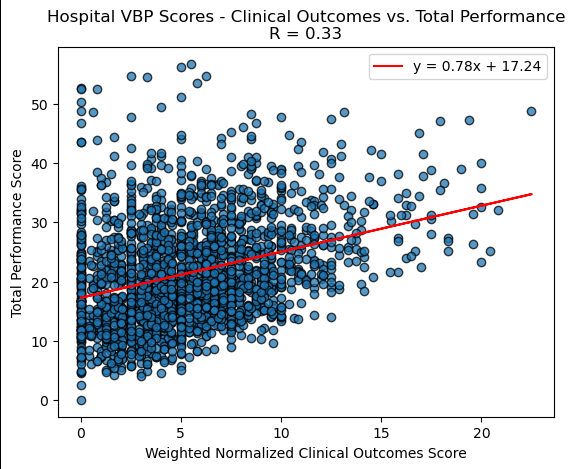 Hospital VBP Scores - Clinical Outcomes vs. Total Performance
R = 0.33
y = 0.78x + 17.24
Total Performance Score
50
40
30
20
10
0
0 5 10 15 20
Weighted Normalized Clinical Outcomes Score